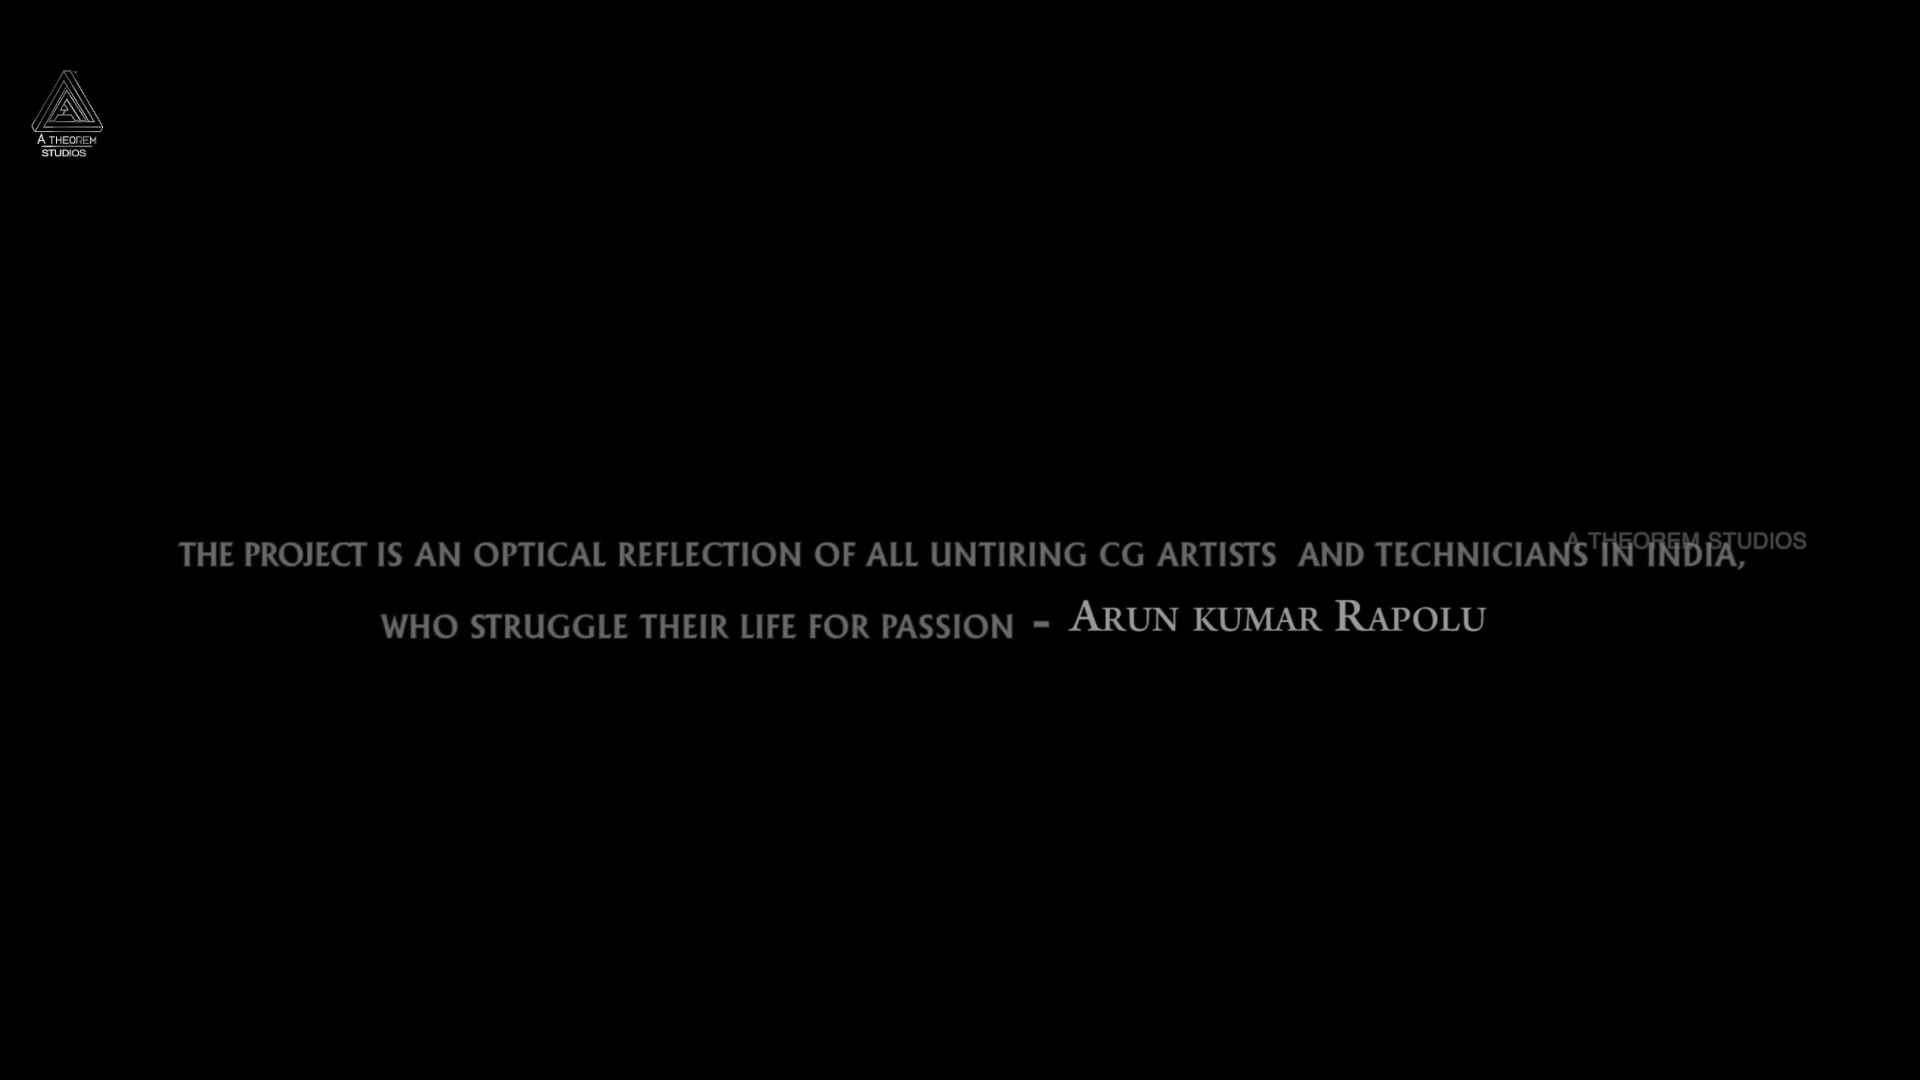 A THEOREM
STUDIOS
A THEOREM STUDIOS
THE PROJECT IS AN OPTICAL REFLECTION OF ALL UNTIRING CG ARTISTS AND TECHNICIANS IN INDIA,
WHO STRUGGLE THEIR LIFE FOR PASSION - ARUN KUMAR RAPOLU